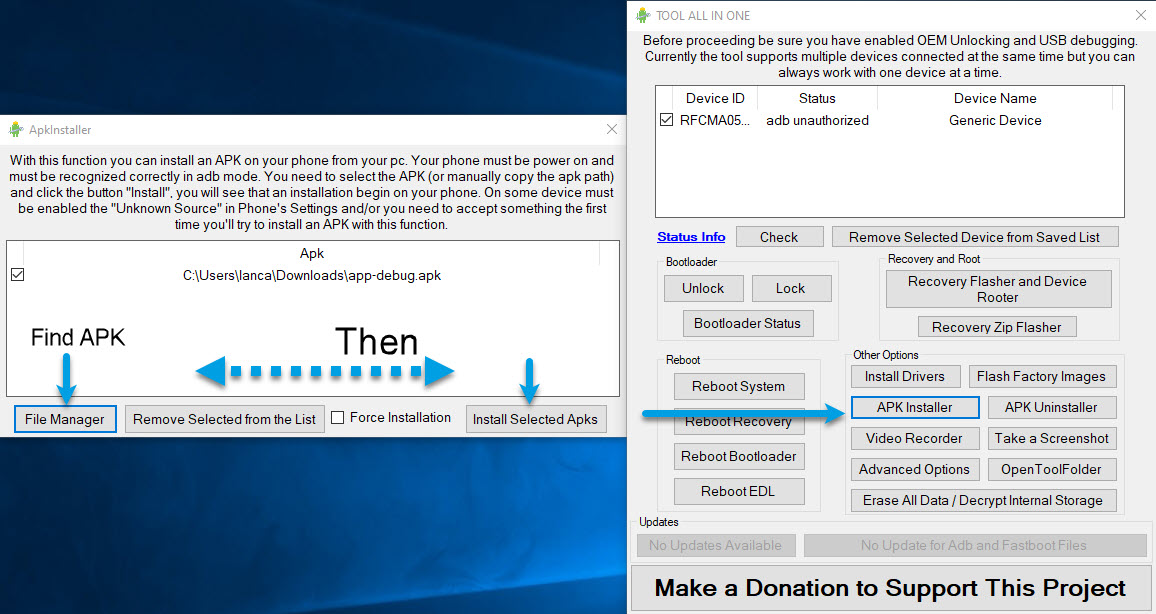 ApkInstaller
With this function you can install an APK on your phone from your pc. Your phone must be power on and
must be recognized correctly in adb mode. You need to select the APK (or manually copy the apk path)
and click the button "Install", you will see that an installation begin on your phone. On some device must
be enabled the "Unknown Source" in Phone's Settings and/or you need to accept something the first
time you'll try to install an APK with this function.
Apk
C:\Users\lanca\Downloads\app-debug.apk
Find APK
Then
File Manager
Remove Selected from the List
Force Installation
Install Selected Apks
TOOL ALL IN ONE
Before proceeding be sure you have enabled OEM Unlocking and USB debugging.
Currently the tool supports multiple devices connected at the same time but you can
always work with one device at a time.
Device ID Status Device Name
RFCMA05... adb unauthorized Generic Device
Status Info
Check
Remove Selected Device from Saved List
Bootloader
Unlock
Lock
Bootloader Status
Recovery and Root
Recovery Flasher and Device
Rooter
Recovery Zip Flasher
Reboot
Reboot System
Reboot Recovery
Reboot Bootloader
Reboot EDL
Other Options
Install Drivers
Flash Factory Images
APK Installer
APK Uninstaller
Video Recorder
Take a Screenshot
Advanced Options
OpenToolFolder
Erase All Data / Decrypt Internal Storage
Updates
No Updates Available
No Update for Adb and Fastboot Files
Make a Donation to Support This Project